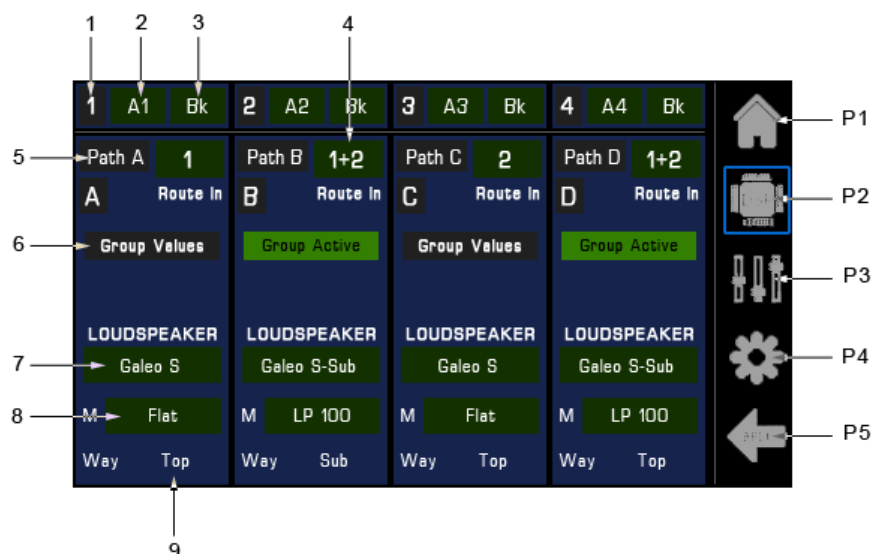 1 2 3 4
1 A1 Bk 2 A2 Bk 3 A3 Bk 4 A4 Bk
P1
5 Path A 1 Path B 1+2 Path C 2 Path D 1+2
A Route In B Route In C Route In D Route In
P2
6 Group Values Group Active Group Values Group Active
P3
LOUDSPEAKER LOUDSPEAKER LOUDSPEAKER LOUDSPEAKER
7 Galeo S Galeo S-Sub Galeo S Galeo S-Sub
P4
8 M Flat M LP 100 M Flat M LP 100
P5
Way Top Way Sub Way Top Way Top
9